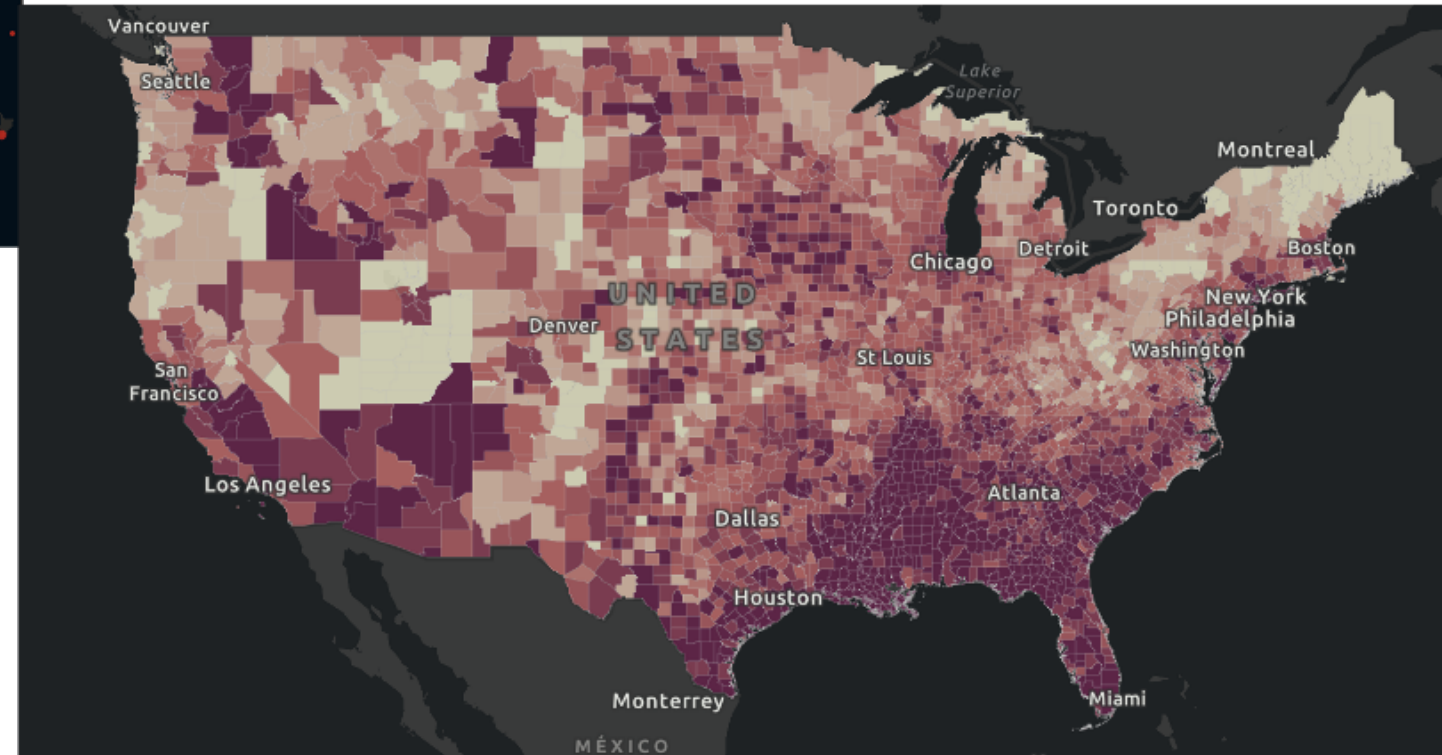 Vancouver
Seattle
Lake
Superior
Montreal
Toronto
Boston
Detroit
Chicago
UNITED
STATES
New York
Philadelphia
Denver
Washington
St Louis
San
Francisco
Los Angeles
Atlanta
Dallas
Houston
Monterrey
Miami
MÉXICO